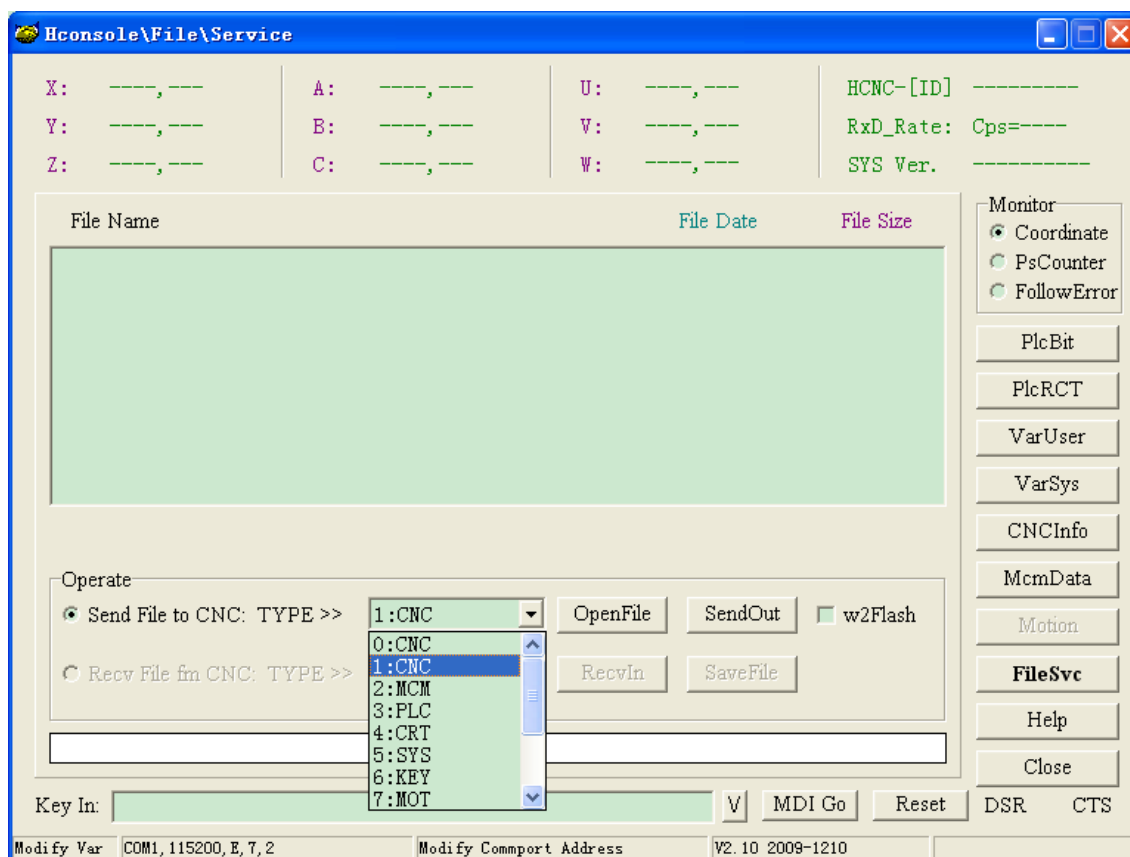 Hconsole\File\Service
X: ----,--- A: ----,--- U: ----,--- HCNC-[ID] ---------
Y: ----,--- B: ----,--- V: ----,--- RxD_Rate: Cps=----
Z: ----,--- C: ----,--- W: ----,--- SYS Ver. ----------
File Name File Date File Size
Monitor
Coordinate
PsCounter
FollowError
PlcBit
PlcRCT
VarUser
VarSys
CNCInfo
McmData
Motion
FileSvc
Help
Close
Operate
Send File to CNC: TYPE >> 1:CNC OpenFile SendOut w2Flash
0:CNC
1:CNC
2:MCM
3:PLC
4:CRT
5:SYS
6:KEY
7:MOT
Recv File fm CNC: TYPE >> RecvIn SaveFile
Key In: V MDI Go Reset DSR CTS
Modify Var COM1,115200,E,7,2 Modify Commport Address V2.10 2009-1210